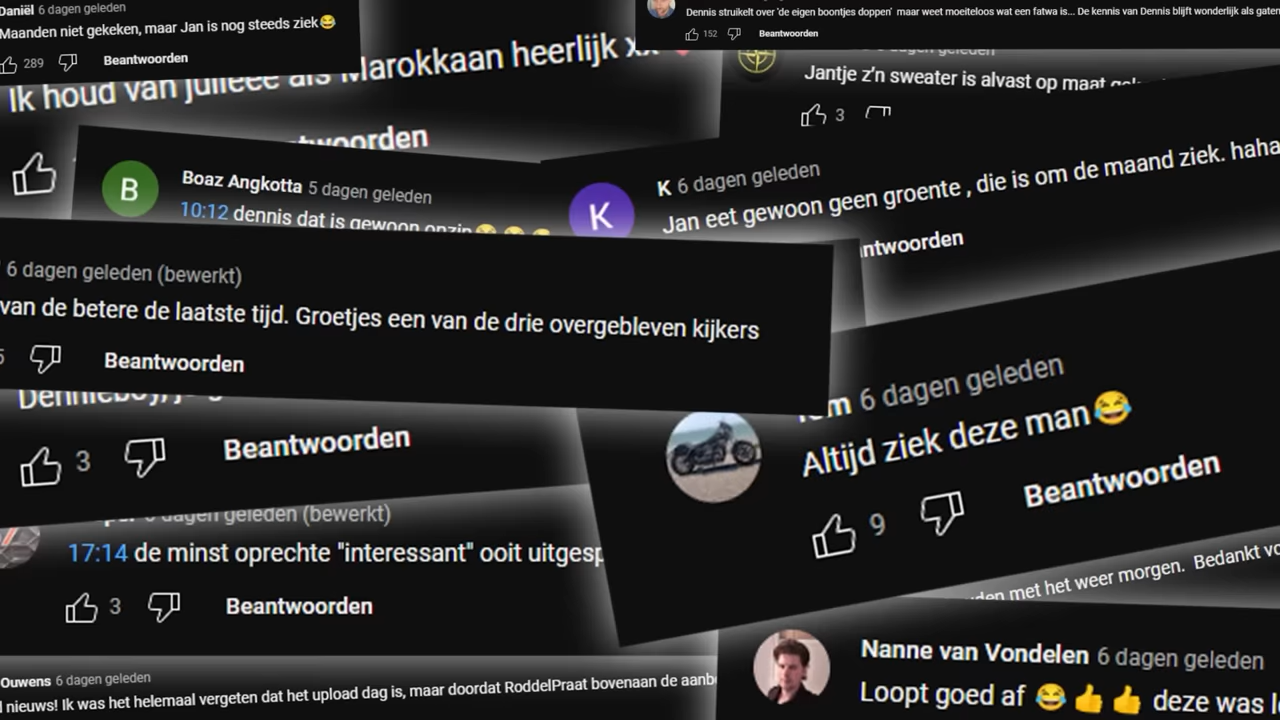 Daniël 6 dagen geleden
Maanden niet gekeken, maar Jan is nog steeds ziek😂
289 Beantwoorden
Dennis struikelt over 'de eigen boontjes doppen' maar weet moeiteloos wat een fatwa is... De kennis van Dennis blijft wonderlijk als
152 Beantwoorden
Ik houd van julieee als Marokkaan heerlijk xx
geleden
Jantje z'n sweater is alvast op maat
3
Boaz Angkotta 5 dagen geleden
10:12 dennis dat is gewoon onzin
K
K 6 dagen geleden
Jan eet gewoon geen groente , die is om de maand ziek. haha
B
6 dagen geleden (bewerkt)
van de betere de laatste tijd. Groetjes een van de drie overgebleven kijkers
Beantwoorden
3 Beantwoorden
6 dagen geleden
Altijd ziek deze man😂
9 Beantwoorden
dagen geleden (bewerkt)
17:14 de minst oprechte "interessant" ooit
3 Beantwoorden
met het weer morgen. Bedankt
Ouwens 6 dagen geleden
nieuws! Ik was het helemaal vergeten dat het upload dag is, maar doordat RoddelPraat bovenaan de
Nanne van Vondelen 6 dagen geleden
Loopt goed af 😂👍👍 deze was